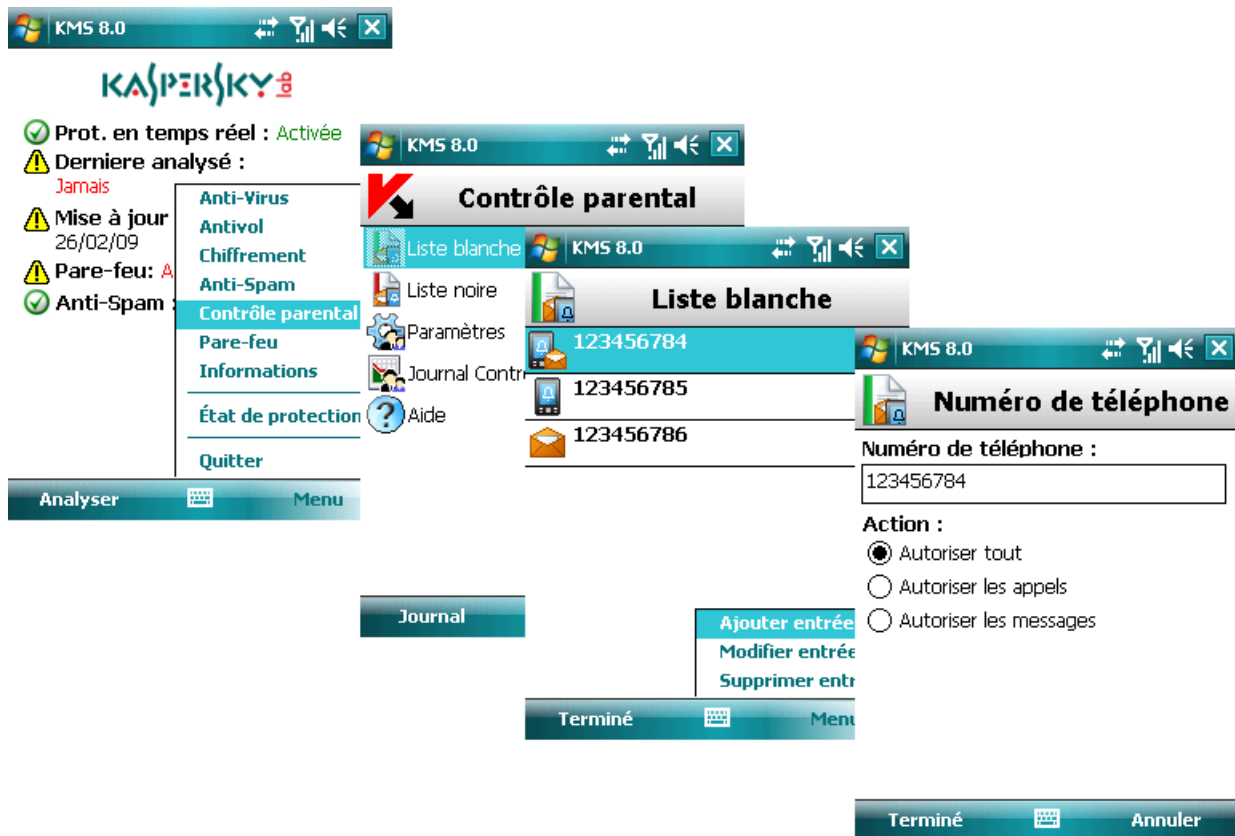 KMS 8.0
KASPERSKY lab
Prot. en temps réel : Activée
Derniere analysé :
Jamais
Mise à jour
26/02/09
Pare-feu: A
Anti-Spam :
Anti-Virus
Antivol
Chiffrement
Anti-Spam
Contrôle parental
Pare-feu
Informations
État de protection
Quitter
Analyser
Menu
KMS 8.0
Contrôle parental
Liste blanche
Liste noire
Paramètres
Journal Contr
Aide
Journal
KMS 8.0
Liste blanche
123456784
123456785
123456786
Ajouter entrée
Modifier entrée
Supprimer entr
Terminé
Menu
KMS 8.0
Numéro de téléphone
Numéro de téléphone :
123456784
Action :
Autoriser tout
Autoriser les appels
Autoriser les messages
Terminé
Annuler